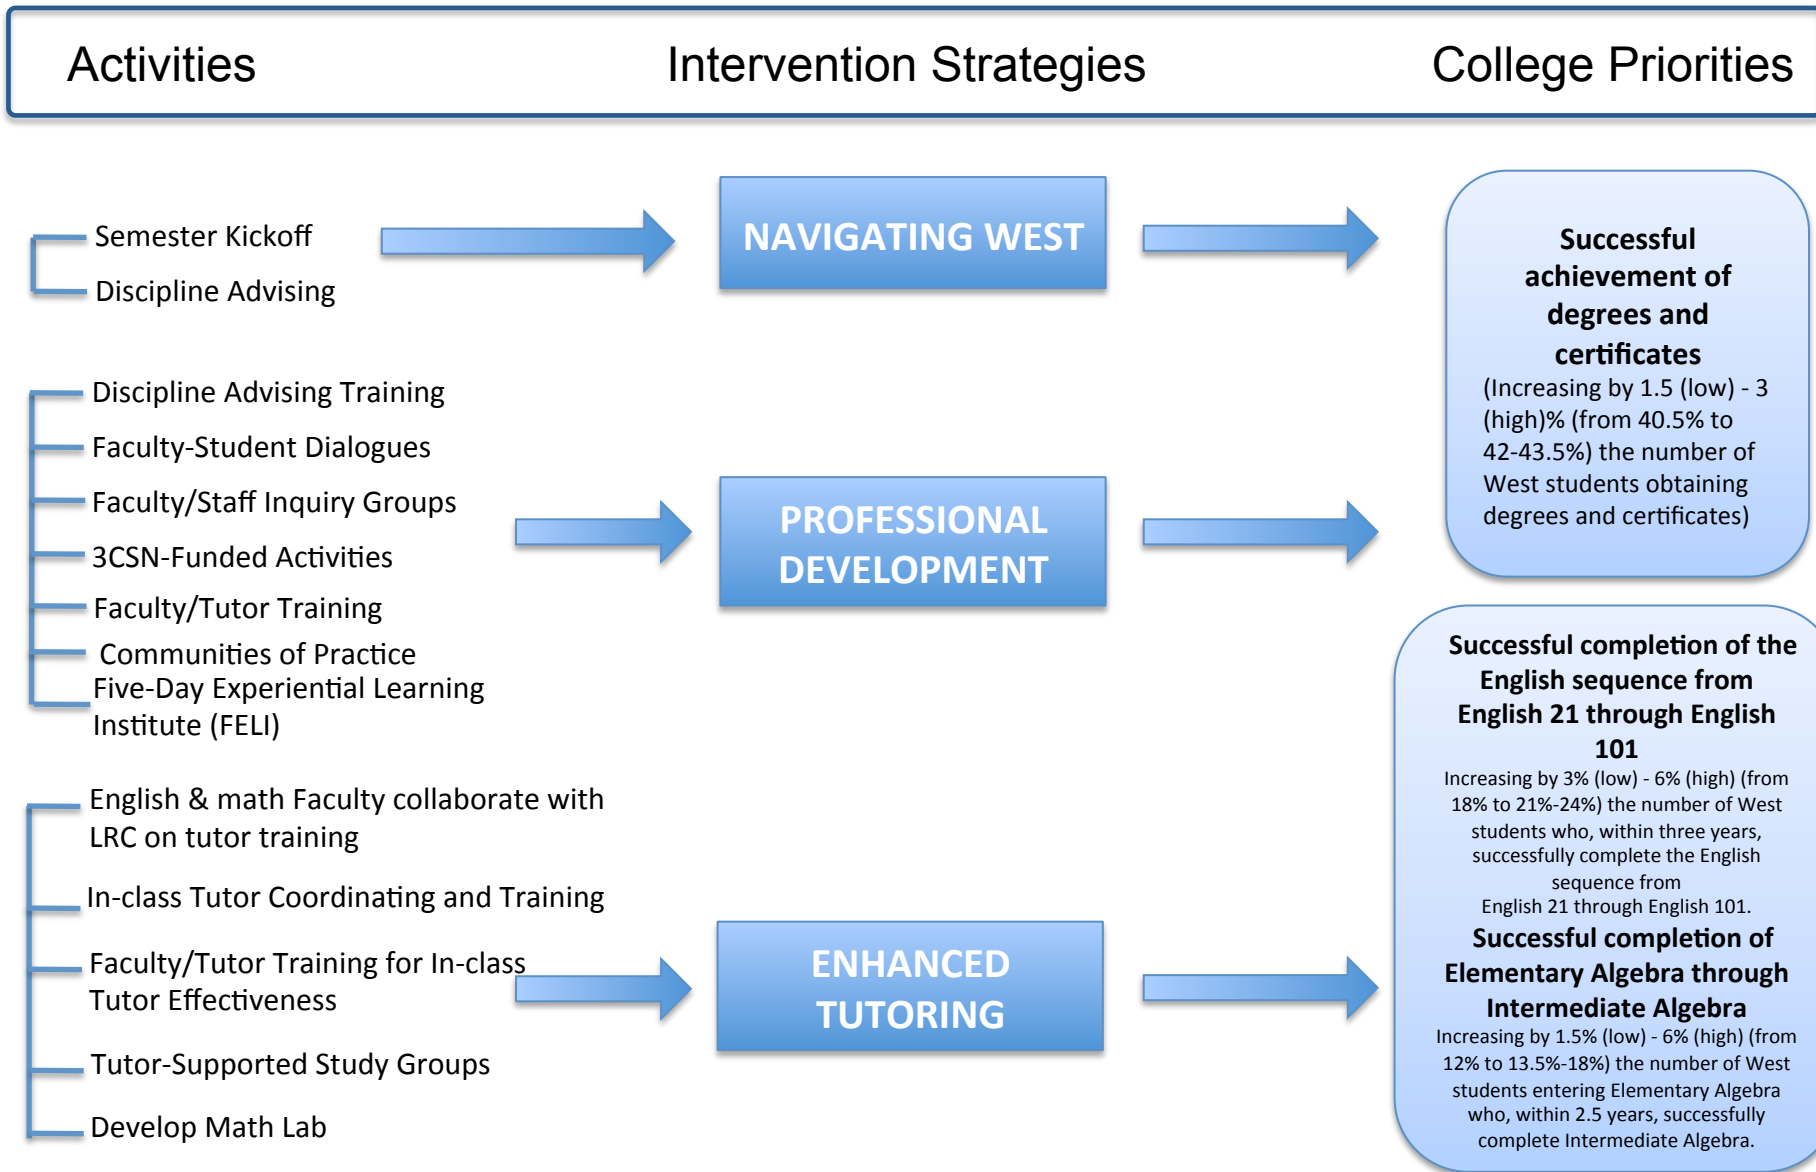 Activities
Intervention Strategies
College Priorities
Semester Kickoff
Discipline Advising
NAVIGATING WEST
Successful
achievement of
degrees and
certificates
(Increasing by 1.5 (low) - 3
(high)% (from 40.5% to
42-43.5%) the number of
West students obtaining
degrees and certificates)
Discipline Advising Training
Faculty-Student Dialogues
Faculty/Staff Inquiry Groups
3CSN-Funded Activities
Faculty/Tutor Training
Communities of Practice
Five-Day Experiential Learning
Institute (FELI)
PROFESSIONAL
DEVELOPMENT
English & math Faculty collaborate with
LRC on tutor training
In-class Tutor Coordinating and Training
Faculty/Tutor Training for In-class
Tutor Effectiveness
Tutor-Supported Study Groups
Develop Math Lab
ENHANCED
TUTORING
Successful completion of the
English sequence from
English 21 through English
101
Increasing by 3% (low) - 6% (high) (from
18% to 21%-24%) the number of West
students who, within three years,
successfully complete the English
sequence from
English 21 through English 101.
Successful completion of
Elementary Algebra through
Intermediate Algebra
Increasing by 1.5% (low) - 6% (high) (from
12% to 13.5%-18%) the number of West
students entering Elementary Algebra
who, within 2.5 years, successfully
complete Intermediate Algebra.